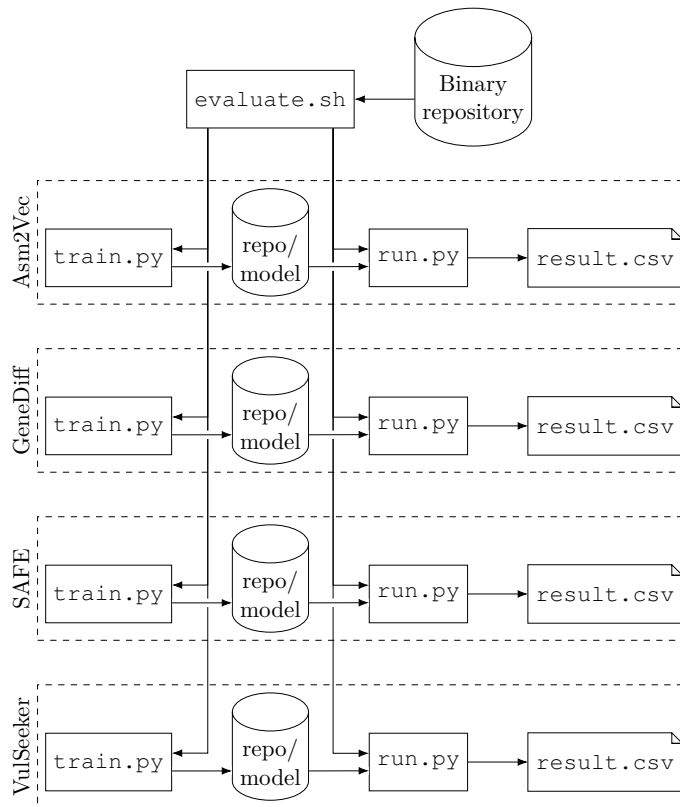 Binary
repository
evaluate.sh
Asm2Vec
train.py
repo/
model
run.py
result.csv
GeneDiff
train.py
repo/
model
run.py
result.csv
SAFE
train.py
repo/
model
run.py
result.csv
VulSeeker
train.py
repo/
model
run.py
result.csv